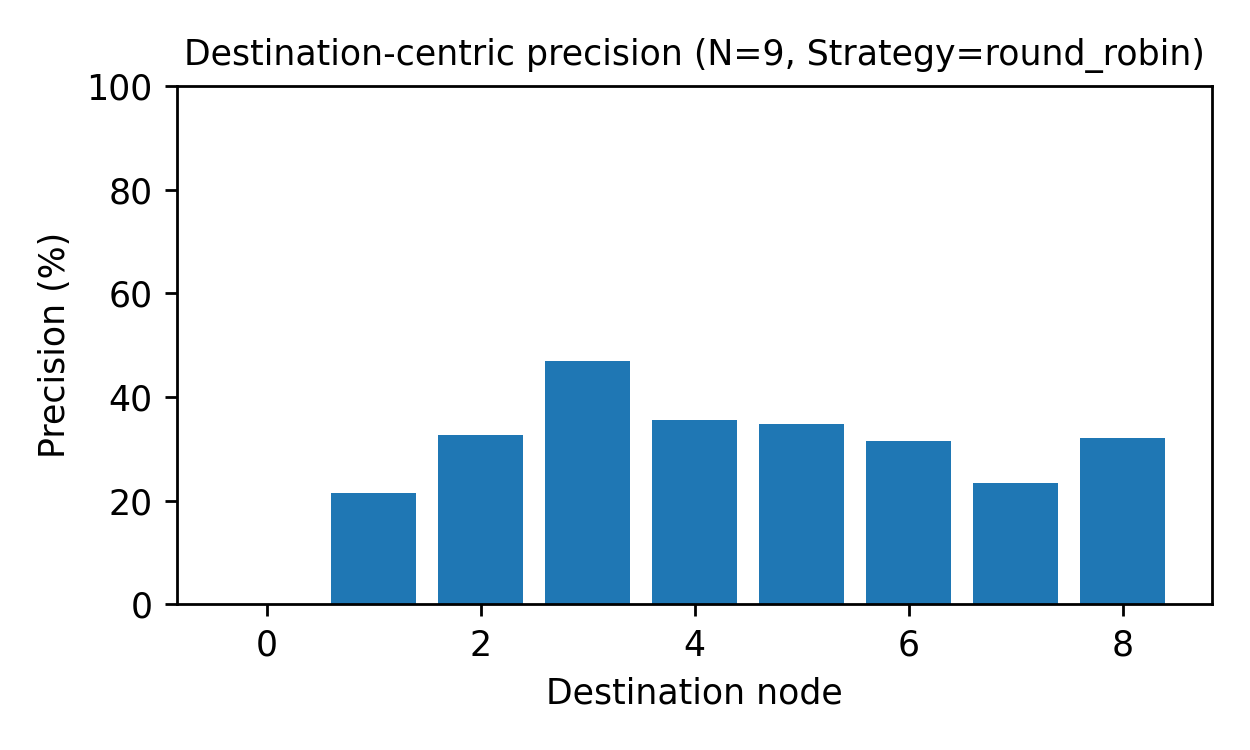 Destination-centric precision (N=9, Strategy=round_robin)
100
80
60
40
20
0
Precision (%)
0 2 4 6 8
Destination node